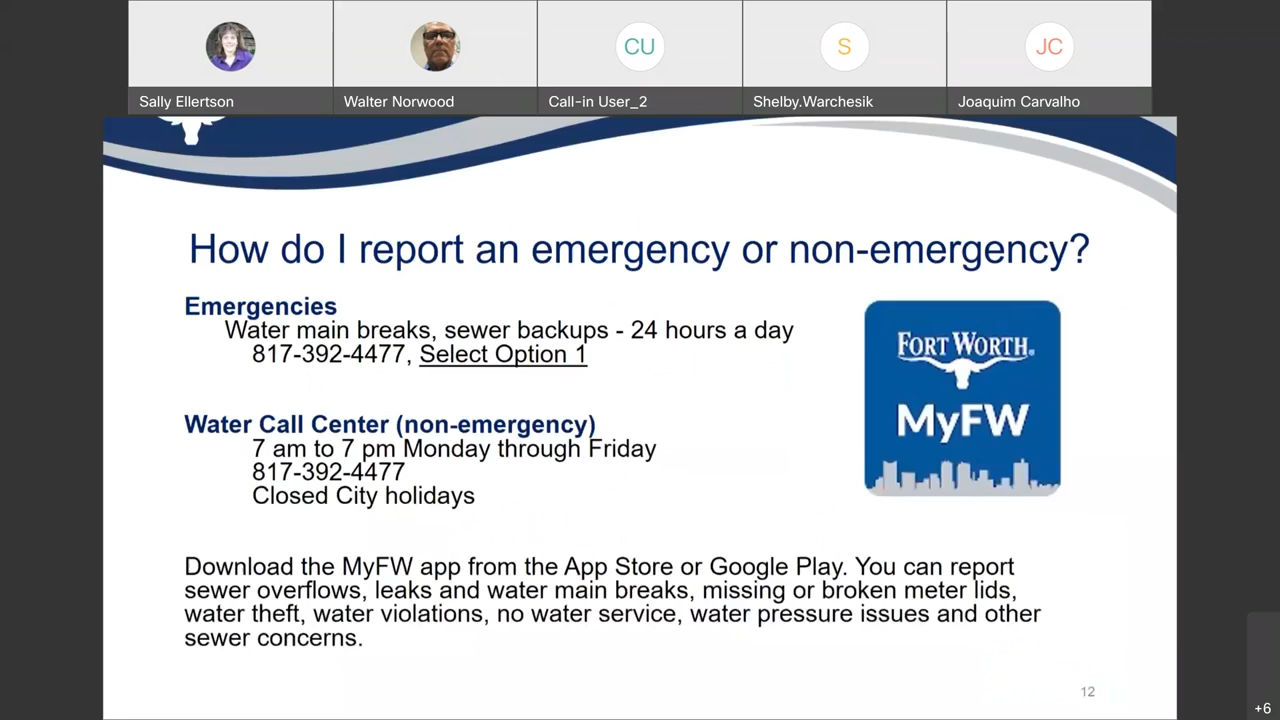 CU
S
JC
Sally Ellertson
Walter Norwood
Call-in User_2
Shelby.Warchesik
Joaquim Carvalho
How do I report an emergency or non-emergency?
Emergencies
Water main breaks, sewer backups - 24 hours a day
817-392-4477, Select Option 1
Water Call Center (non-emergency)
7 am to 7 pm Monday through Friday
817-392-4477
Closed City holidays
FORT WORTH®
MyFW
Download the MyFW app from the App Store or Google Play. You can report
sewer overflows, leaks and water main breaks, missing or broken meter lids,
water theft, water violations, no water service, water pressure issues and other
sewer concerns.
12
+6